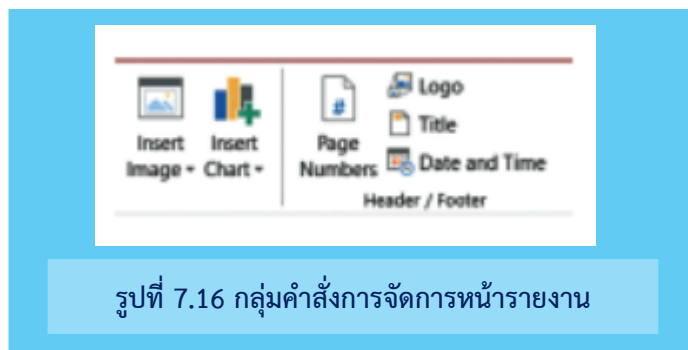 Insert Image
Insert Chart
Page Numbers
#
Logo
Title
Date and Time
Header / Footer
รูปที่ 7.16 กลุ่มคำสั่งการจัดการหน้ารายงาน